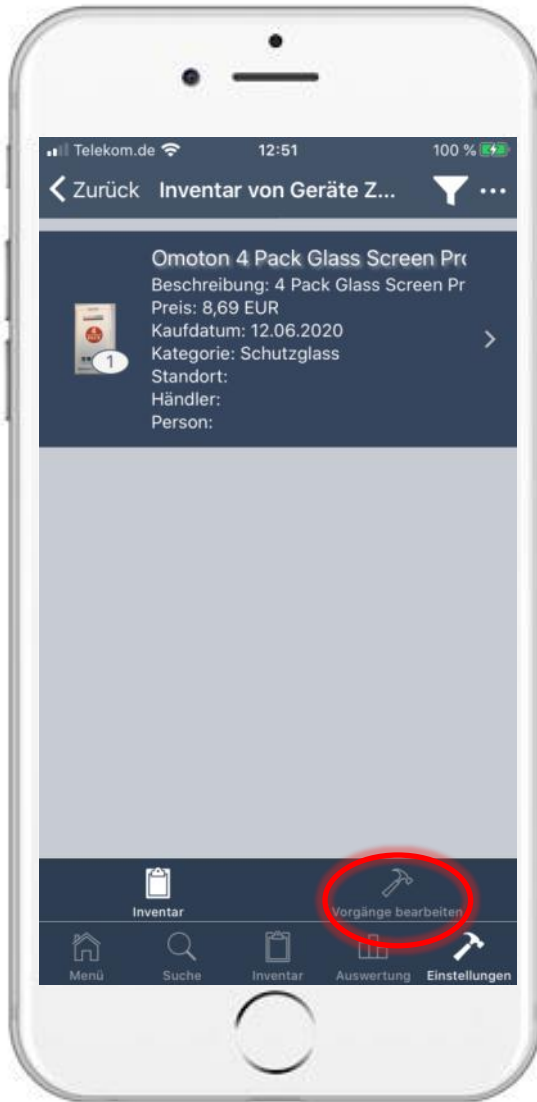 Telekom.de 12:51 100 %
Zurück Inventar von Geräte Z...
Omoton 4 Pack Glass Screen Pro
Beschreibung: 4 Pack Glass Screen Pr
Preis: 8,69 EUR
Kaufdatum: 12.06.2020
Kategorie: Schutzglass
Standort:
Händler:
Person:
1
Inventar Vorgänge bearbeiten
Menü Suche Inventar Auswertung Einstellungen